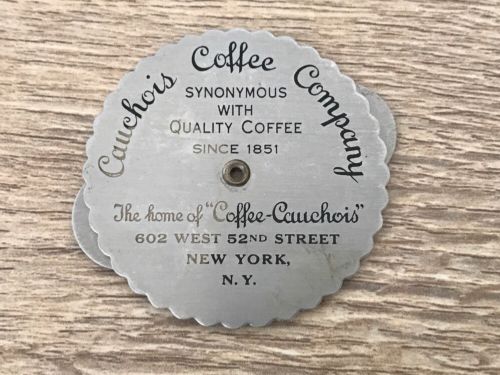 Cauchois Coffee Company
SYNONYMOUS
WITH
QUALITY COFFEE
SINCE 1851
The home of "Coffee-Cauchois"
602 WEST 52ND STREET
NEW YORK,
N. Y.